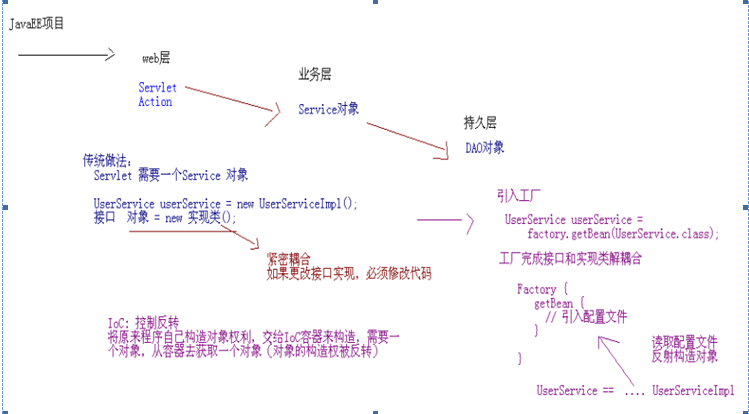 JavaEE项目
web层
Servlet
Action
业务层
Service对象
持久层
DAO对象
传统做法:
Servlet 需要一个Service 对象
UserService userService = new UserServiceImpl();
接口 对象 = new 实现类();
紧密耦合
如果更改接口实现, 必须修改代码
引入工厂
UserService userService =
factory.getBean(UserService.class);
工厂完成接口和实现类解耦合
Factory {
getBean {
// 引入配置文件
}
}
读取配置文件
反射构造对象
UserService == .... UserServiceImpl
IoC: 控制反转
将原来程序自己构造对象权利, 交给IoC容器来构造, 需要一
个对象, 从容器去获取一个对象 (对象的构造权被反转)